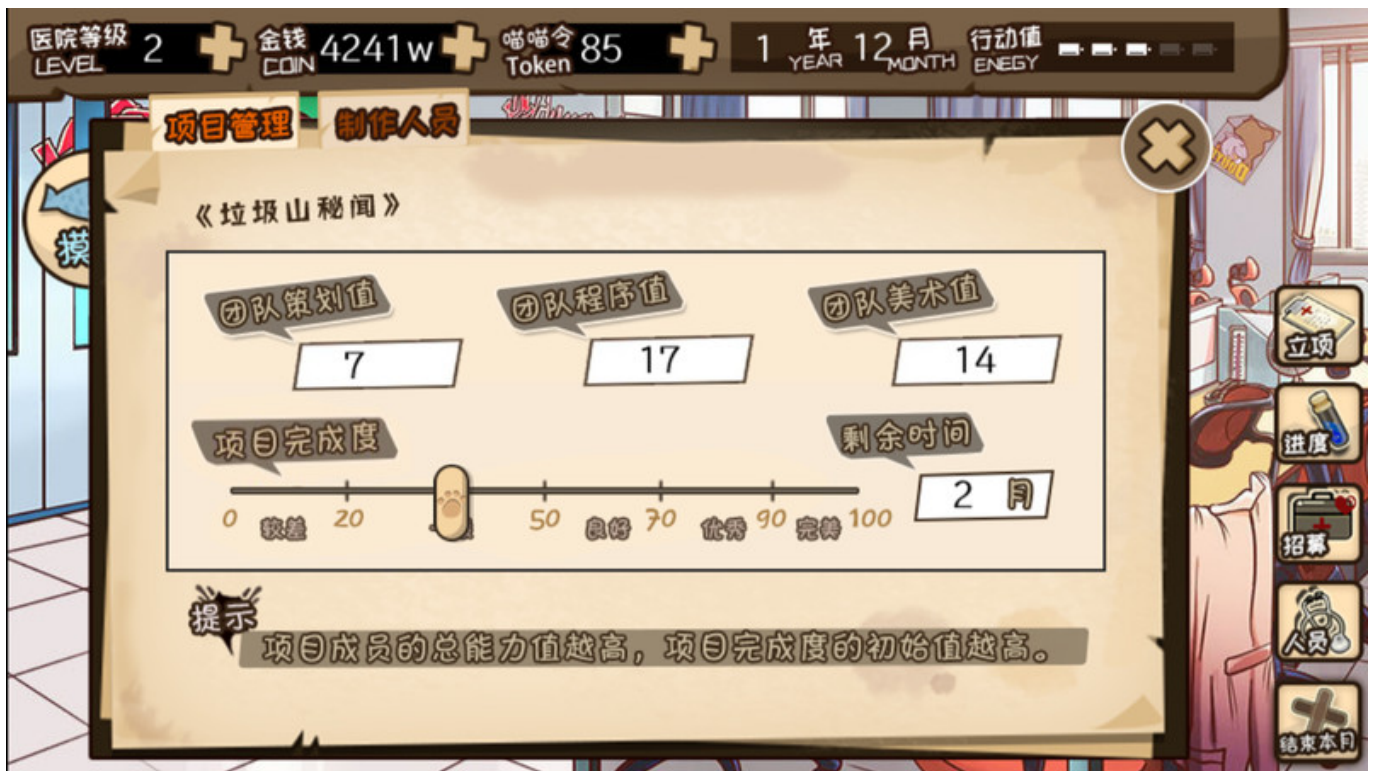 医院等级 2 金钱 4241w 喵喵令 85 1 年 12 月 行动值
LEVEL COIN Token YEAR MONTH ENEGY
项目管理 制作人员
摸
《垃圾山秘闻》
团队策划值 团队程序值 团队美术值
7 17 14
项目完成度 剩余时间
2 月
0 较差 20 50 良好 70 优秀 90 完美 100
提示
项目成员的总能力值越高，项目完成度的初始值越高。
立项
进度
招募
人员
结束本月